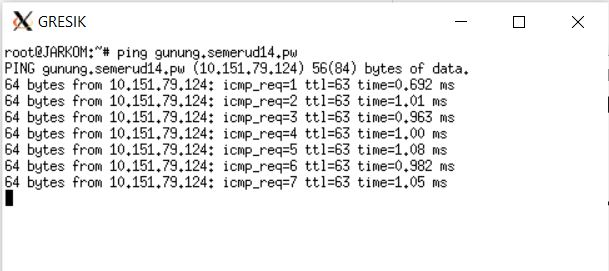 GRESIK
root@JARKOM:~# ping gunung.semerud14.pw
PING gunung.semerud14.pw (10.151.79.124) 56(84) bytes of data.
64 bytes from 10.151.79.124: icmp_req=1 ttl=63 time=0.692 ms
64 bytes from 10.151.79.124: icmp_req=2 ttl=63 time=1.01 ms
64 bytes from 10.151.79.124: icmp_req=3 ttl=63 time=0.963 ms
64 bytes from 10.151.79.124: icmp_req=4 ttl=63 time=1.00 ms
64 bytes from 10.151.79.124: icmp_req=5 ttl=63 time=1.08 ms
64 bytes from 10.151.79.124: icmp_req=6 ttl=63 time=0.982 ms
64 bytes from 10.151.79.124: icmp_req=7 ttl=63 time=1.05 ms